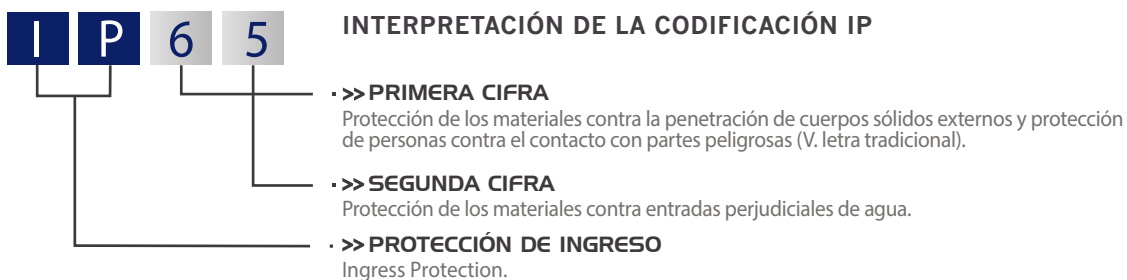 IP65
INTERPRETACIÓN DE LA CODIFICACIÓN IP
· >> PRIMERA CIFRA
Protección de los materiales contra la penetración de cuerpos sólidos externos y protección
de personas contra el contacto con partes peligrosas (V. letra tradicional).
· >> SEGUNDA CIFRA
Protección de los materiales contra entradas perjudiciales de agua.
· >> PROTECCIÓN DE INGRESO
Ingress Protection.